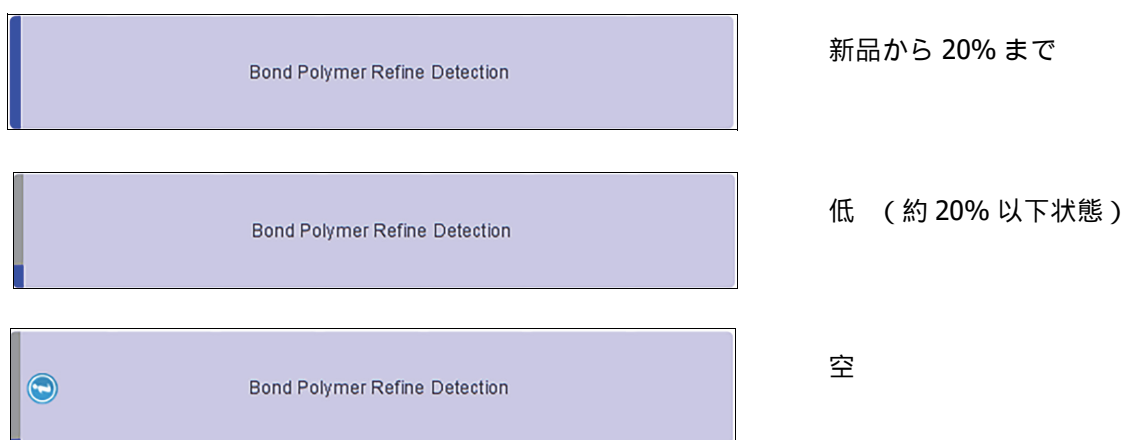 Bond Polymer Refine Detection
新品から 20% まで
Bond Polymer Refine Detection
低 （約 20% 以下状態）
Bond Polymer Refine Detection
空